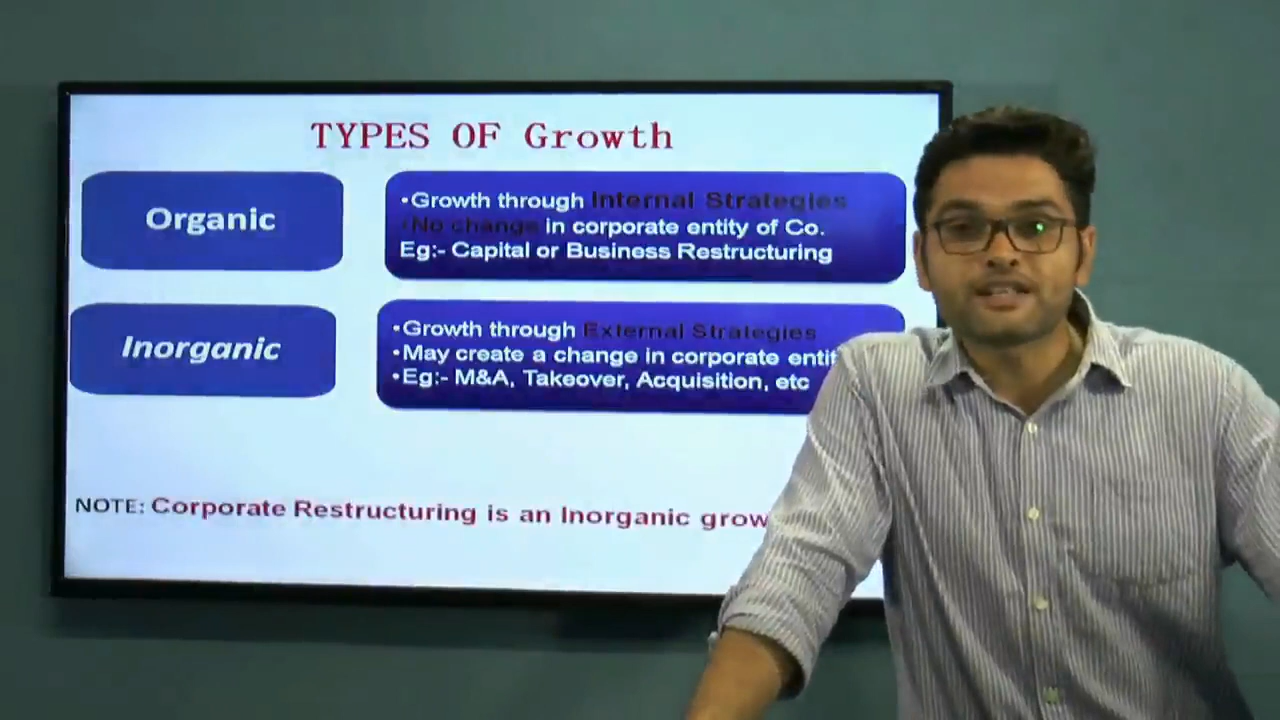 TYPES OF Growth
Organic
•Growth through Internal Strategies
•No change in corporate entity of Co.
Eg:- Capital or Business Restructuring
Inorganic
•Growth through External Strategies
•May create a change in corporate
•Eg:- M&A, Takeover, Acquisition, etc
NOTE: Corporate Restructuring is an Inorganic